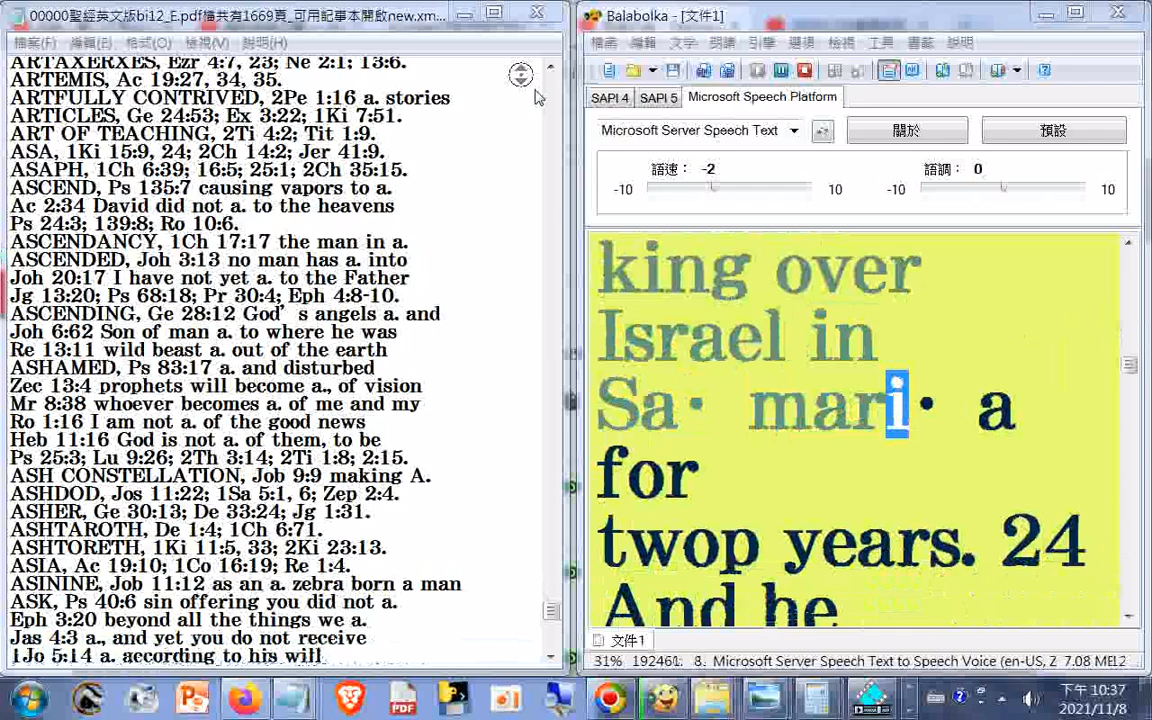 00000聖經英文版bi12_E.pdf檔共有1669頁_可用記事本開啟new.xm...
檔案(F) 編輯(E) 格式(O) 檢視(V) 說明(H)
ARTAXERXES, Ezr 4:7, 23; Ne 2:1; 13:6.
ARTEMIS, Ac 19:27, 34, 35.
ARTFULLY CONTRIVED, 2Pe 1:16 a. stories
ARTICLES, Ge 24:53; Ex 3:22; 1Ki 7:51.
ART OF TEACHING, 2Ti 4:2; Tit 1:9.
ASA, 1Ki 15:9, 24; 2Ch 14:2; Jer 41:9.
ASAPH, 1Ch 6:39; 16:5; 25:1; 2Ch 35:15.
ASCEND, Ps 135:7 causing vapors to a.
Ac 2:34 David did not a. to the heavens
Ps 24:3; 139:8; Ro 10:6.
ASCENDANCY, 1Ch 17:17 the man in a.
ASCENDED, Joh 3:13 no man has a. into
Joh 20:17 I have not yet a. to the Father
Jg 13:20; Ps 68:18; Pr 30:4; Eph 4:8-10.
ASCENDING, Ge 28:12 God’s angels a. and
Joh 6:62 Son of man a. to where he was
Re 13:11 wild beast a. out of the earth
ASHAMED, Ps 83:17 a. and disturbed
Zec 13:4 prophets will become a., of vision
Mr 8:38 whoever becomes a. of me and my
Ro 1:16 I am not a. of the good news
Heb 11:16 God is not a. of them, to be
Ps 25:3; Lu 9:26; 2Th 3:14; 2Ti 1:8; 2:15.
ASH CONSTELLATION, Job 9:9 making A.
ASHDOD, Jos 11:22; 1Sa 5:1, 6; Zep 2:4.
ASHER, Ge 30:13; De 33:24; Jg 1:31.
ASHTAROTH, De 1:4; 1Ch 6:71.
ASHTORETH, 1Ki 11:5, 33; 2Ki 23:13.
ASIA, Ac 19:10; 1Co 16:19; Re 1:4.
ASININE, Job 11:12 as an a. zebra born a man
ASK, Ps 40:6 sin offering you did not a.
Eph 3:20 beyond all the things we a.
Jas 4:3 a., and yet you do not receive
1Jo 5:14 a. according to his will
Balabolka - [文件1]
檔案 編輯 文字 朗讀 引擎 選項 檢視 工具 書籤 說明
SAPI 4 SAPI 5 Microsoft Speech Platform
Microsoft Server Speech Text 關於 預設
語速： -2 語調： 0
-10 10 -10 10
king over
Israel in
Sa· mari· a
for
twop years. 24
And he
文件1
31% 192461. 8. Microsoft Server Speech Text to Speech Voice (en-US, Z 7.08 ME12
PDF
下午 10:37
2021/11/8